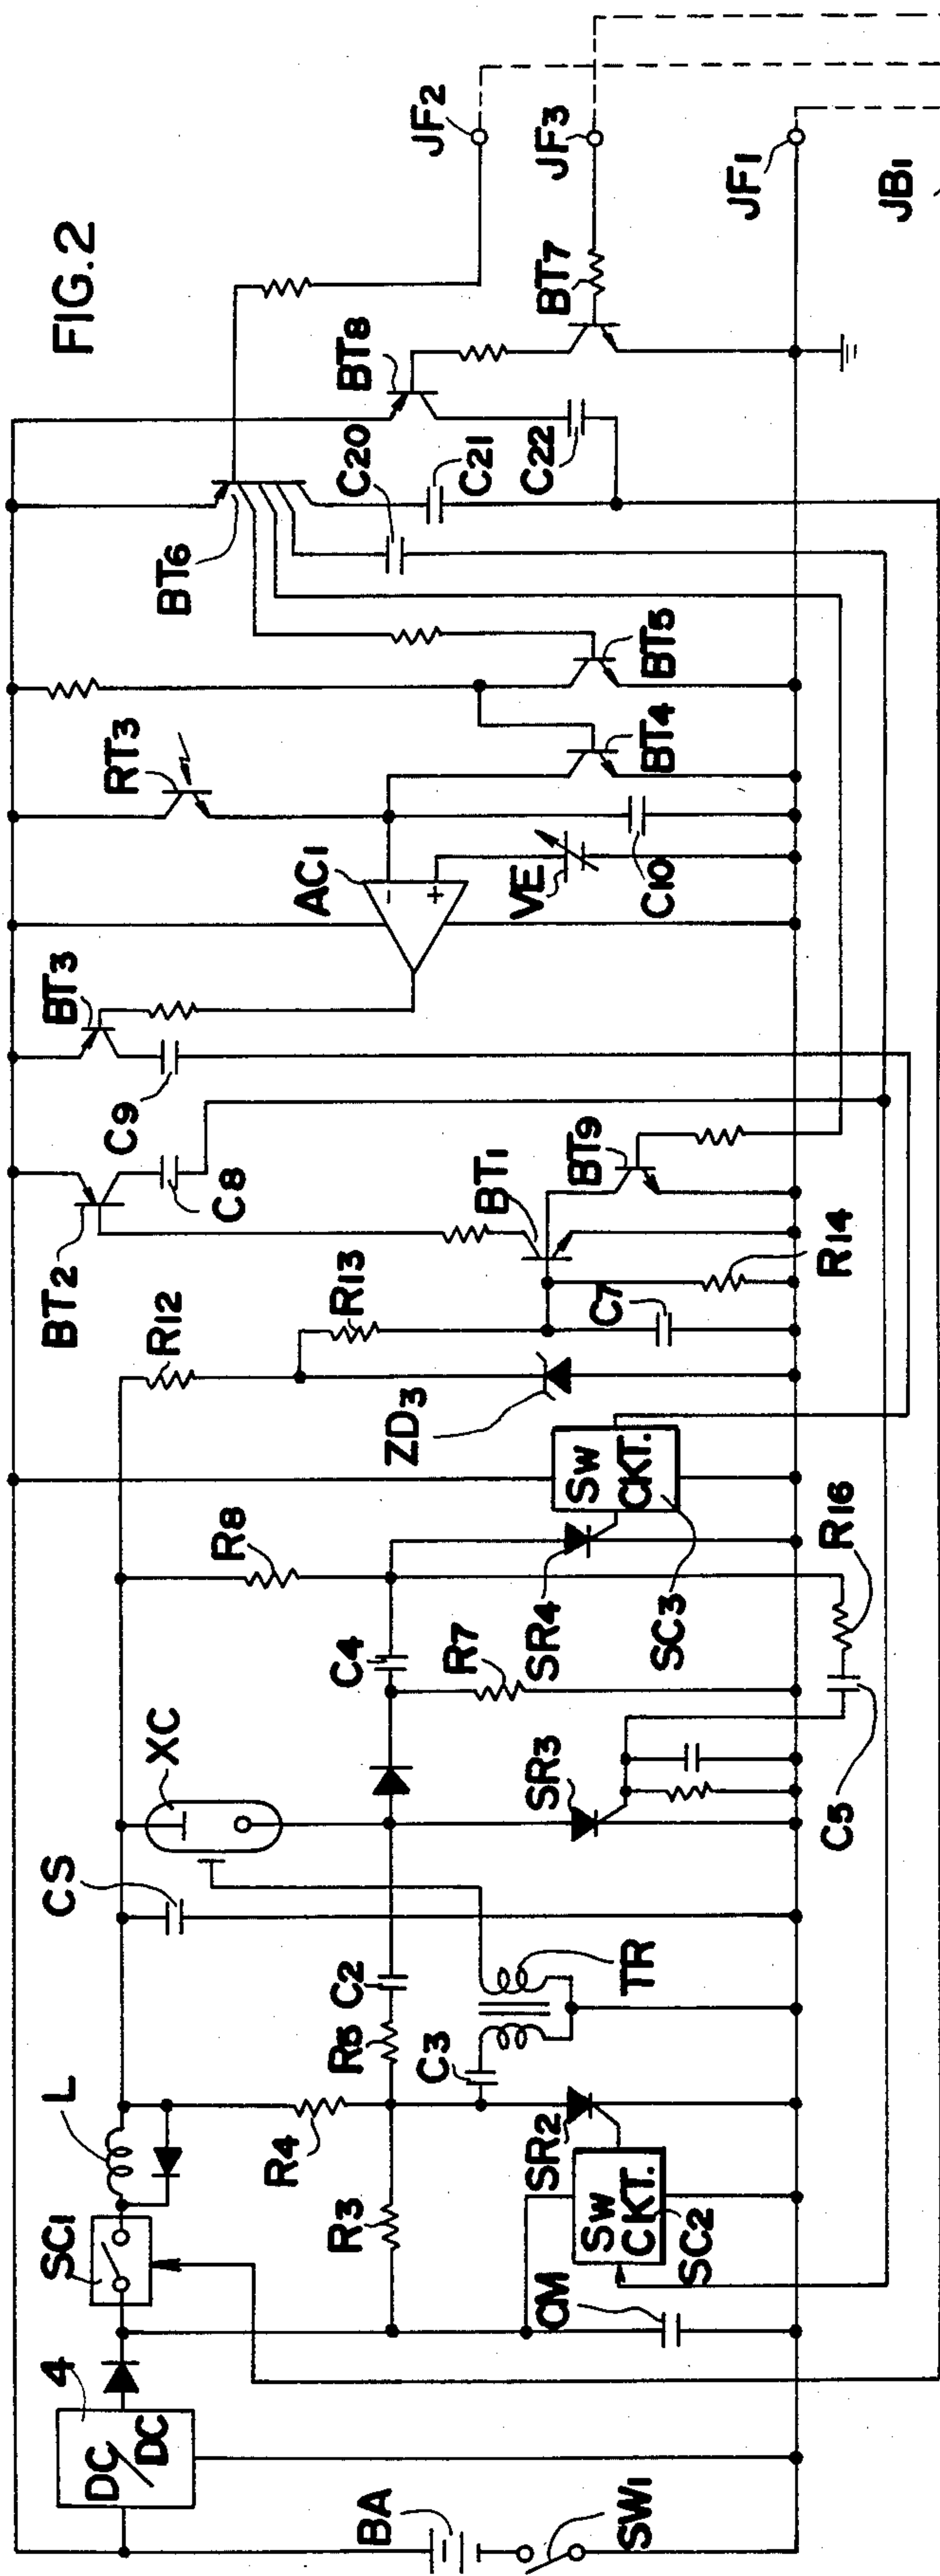 FIG.2
JF2
JF3
JF1
JB1
BT7
BT8
C20
C21
C22
BT6
BT5
BT4
RT3
AC1
-
+
VE
C10
BT3
C9
C8
BT2
BT1
BT9
R14
R12
R13
C7
ZD3
SW
CKT.
SC3
SR4
R16
R8
C4
R7
XC
SR3
C5
CS
C2
R5
C3
TR
L
R4
SR2
SC1
R3
SW
CKT.
SC2
CM
4
DC/DC
BA
SW1